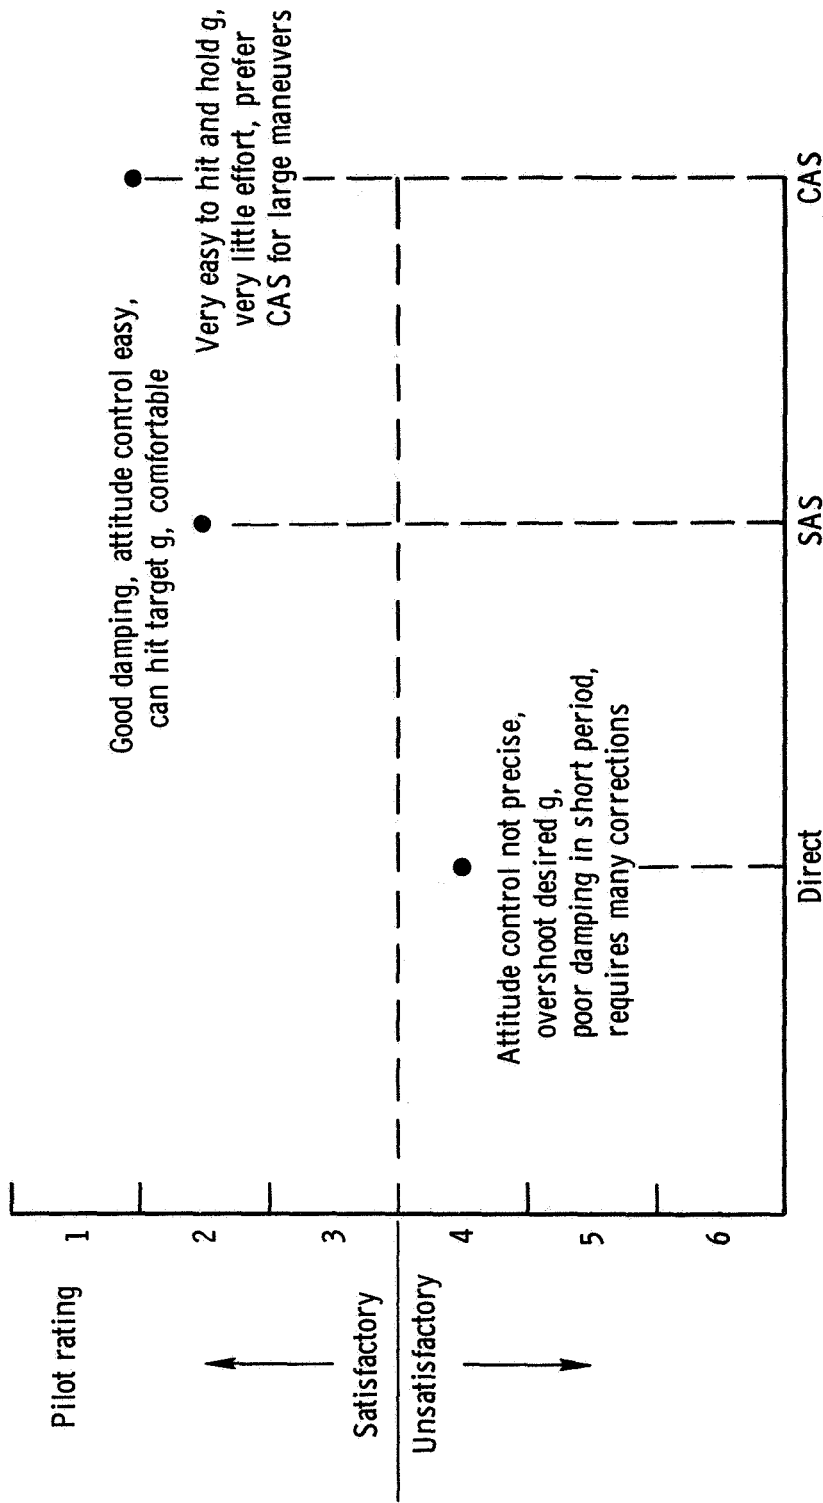 Pilot rating
1
2
3
4
5
6
Satisfactory
Unsatisfactory
Good damping, attitude control easy,
can hit target g, comfortable
Very easy to hit and hold g,
very little effort, prefer
CAS for large maneuvers
Attitude control not precise,
overshoot desired g,
poor damping in short period,
requires many corrections
Direct
SAS
CAS